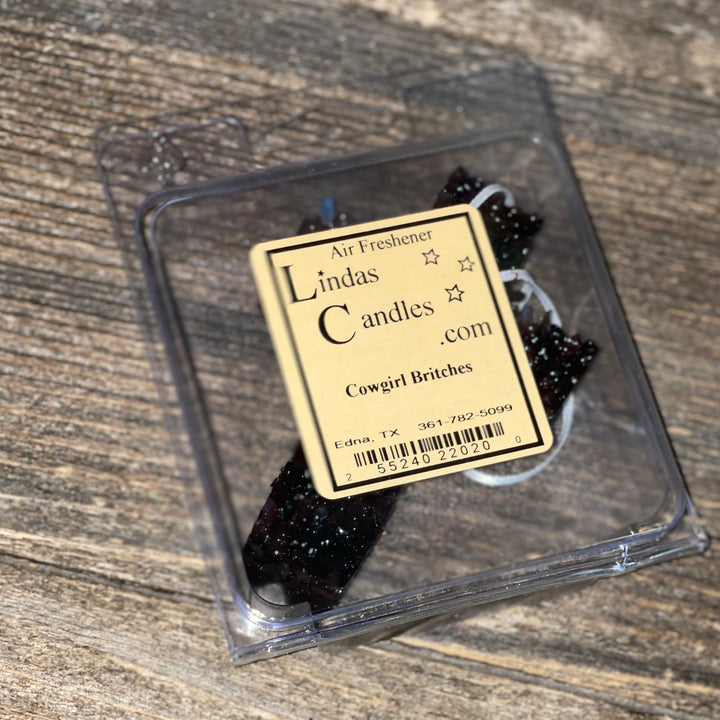 Air Freshener
Lindas
Candles
.com
Cowgirl Britches
Edna, TX 361-782-5099
2 55240 22020 0